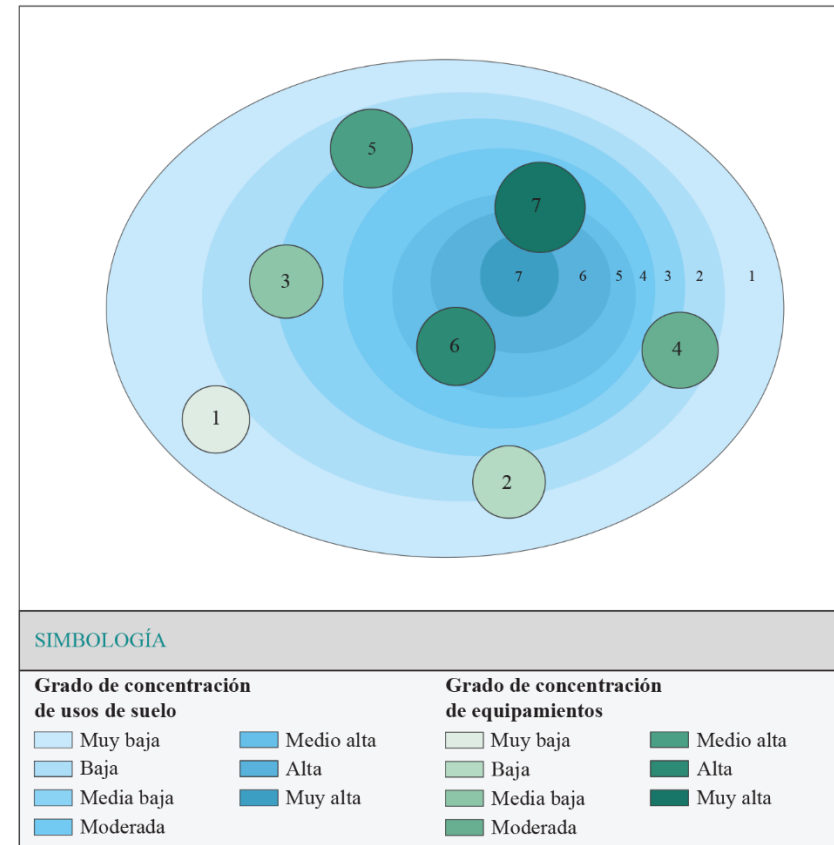 5
7
3
7 6 5 4 3 2 1
6
4
1
2
SIMBOLOGÍA
Grado de concentración
de usos de suelo
Muy baja
Baja
Media baja
Moderada
Medio alta
Alta
Muy alta
Grado de concentración
de equipamientos
Muy baja
Baja
Media baja
Moderada
Medio alta
Alta
Muy alta